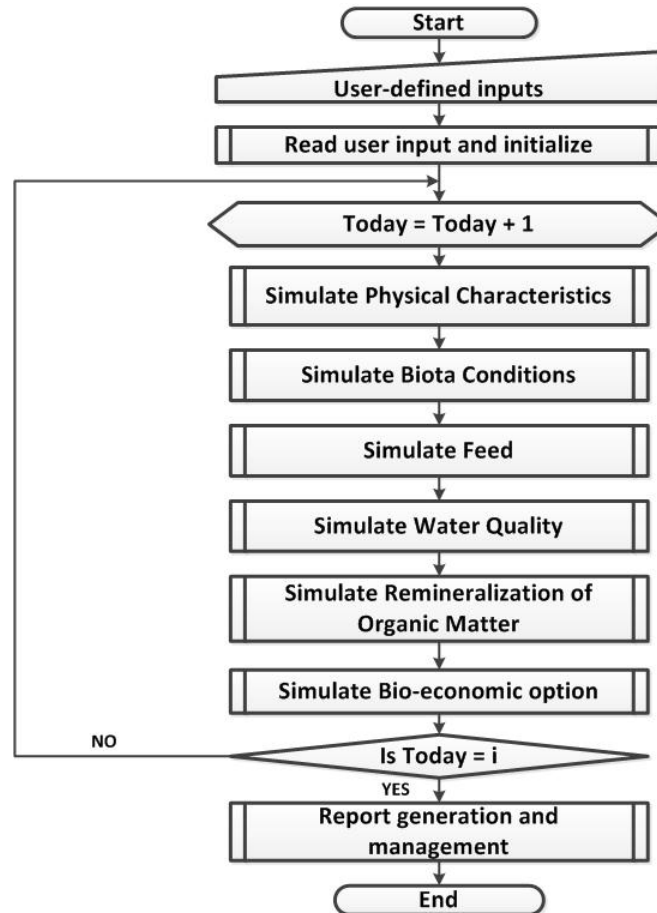 Start
User-defined inputs
Read user input and initialize
Today = Today + 1
Simulate Physical Characteristics
Simulate Biota Conditions
Simulate Feed
Simulate Water Quality
Simulate Remineralization of
Organic Matter
Simulate Bio-economic option
NO
Is Today = i
YES
Report generation and
management
End